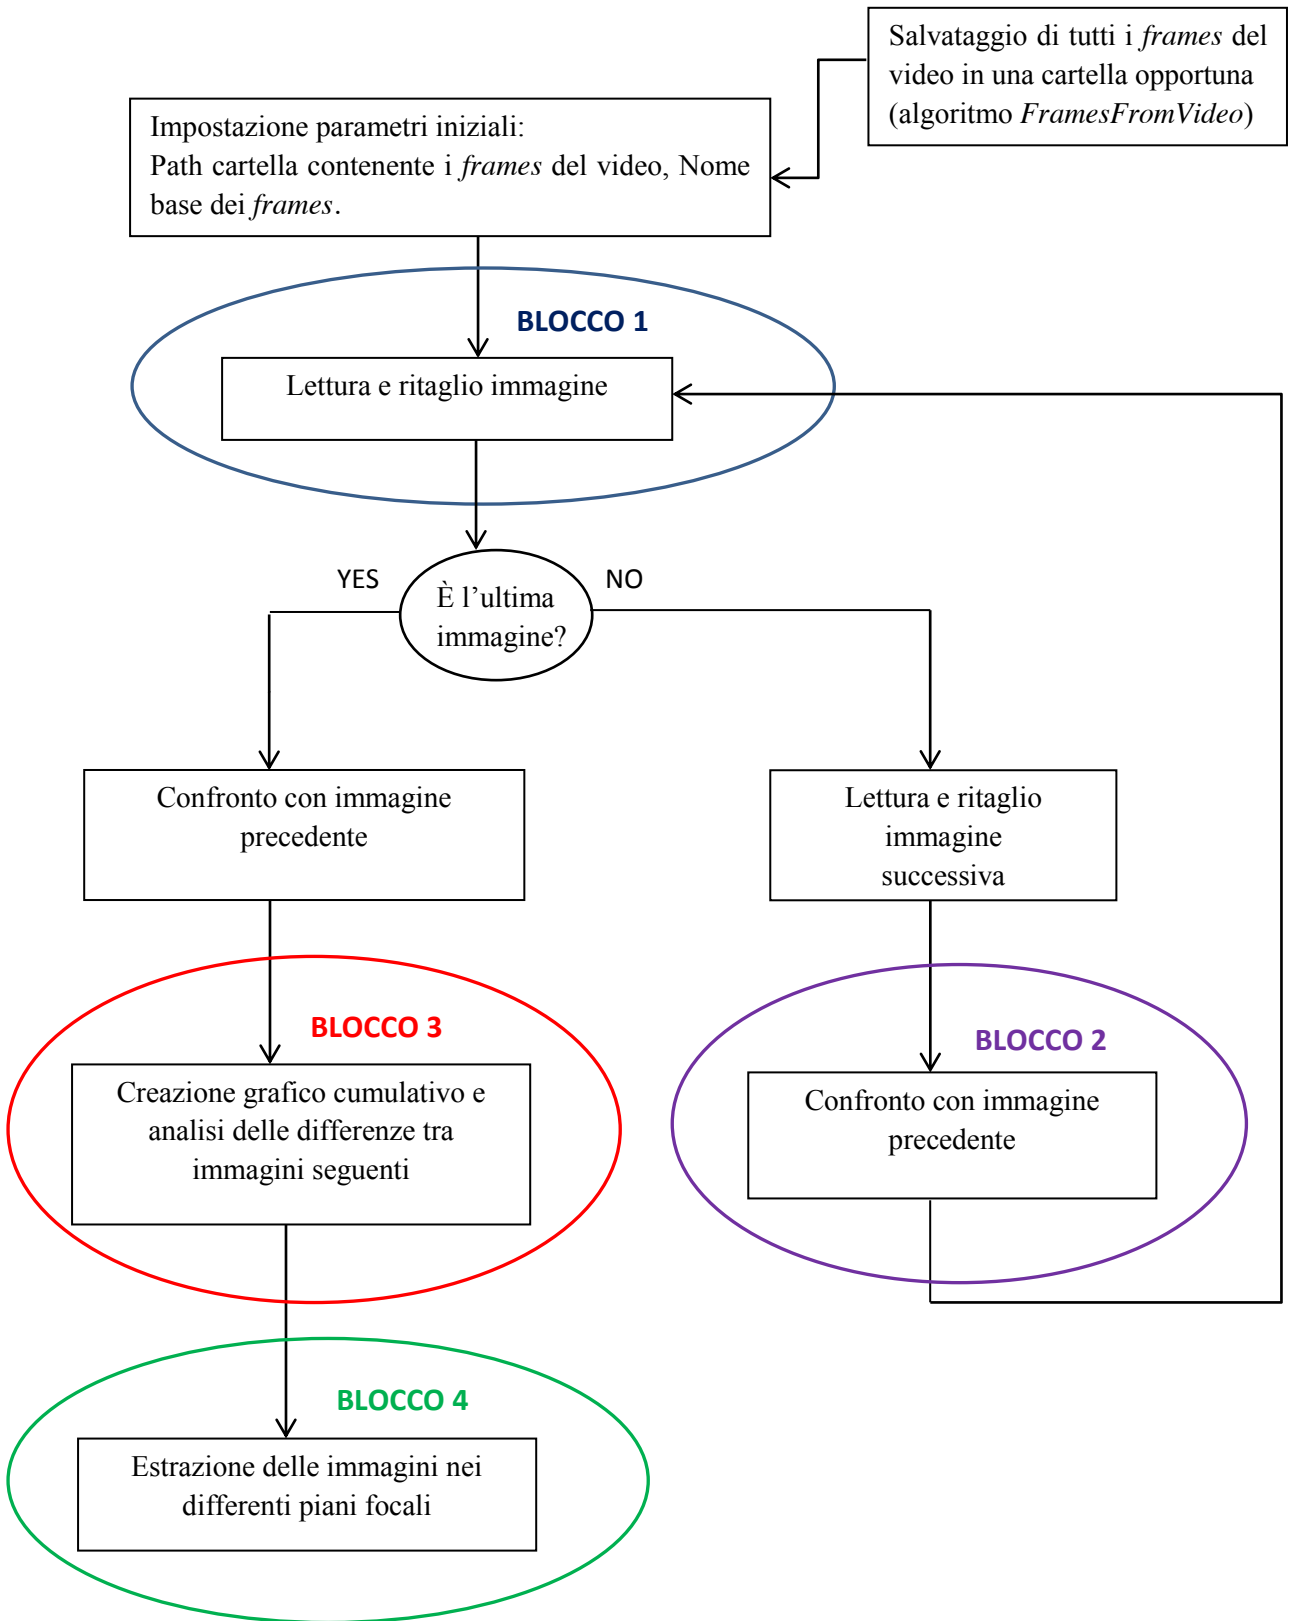 Salvataggio di tutti i frames del
video in una cartella opportuna
(algoritmo FramesFromVideo)
Impostazione parametri iniziali:
Path cartella contenente i frames del video, Nome
base dei frames.
BLOCCO 1
Lettura e ritaglio immagine
YES
È l’ultima
immagine?
NO
Confronto con immagine
precedente
Lettura e ritaglio
immagine
successiva
BLOCCO 3
Creazione grafico cumulativo e
analisi delle differenze tra
immagini seguenti
BLOCCO 2
Confronto con immagine
precedente
BLOCCO 4
Estrazione delle immagini nei
differenti piani focali